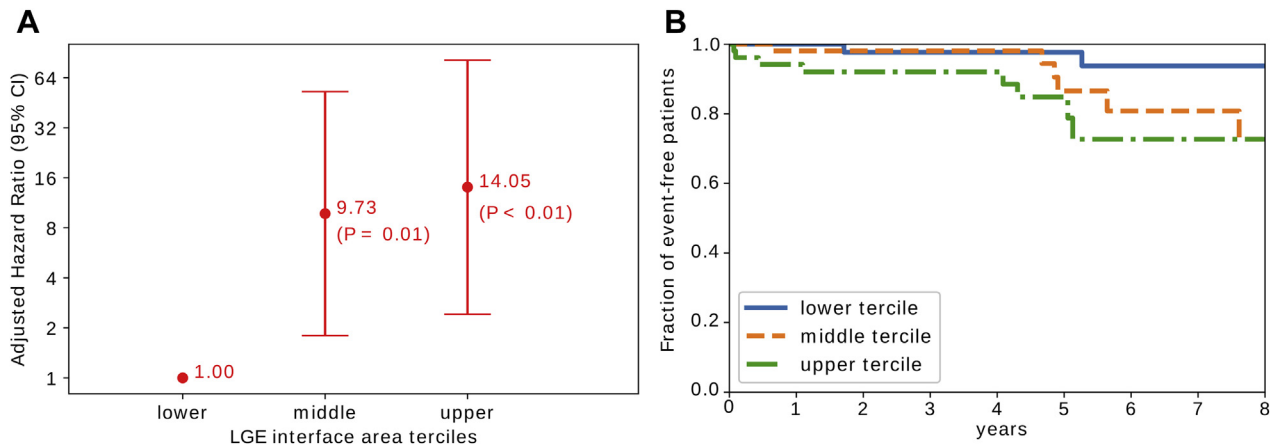 A
Adjusted Hazard Ratio (95% CI)
64
32
16
8
4
2
1
1.00
9.73
(P = 0.01)
14.05
(P < 0.01)
lower middle upper
LGE interface area terciles
B
Fraction of event-free patients
1.0
0.8
0.6
0.4
0.2
0.0
lower tercile
middle tercile
upper tercile
0 1 2 3 4 5 6 7 8
years